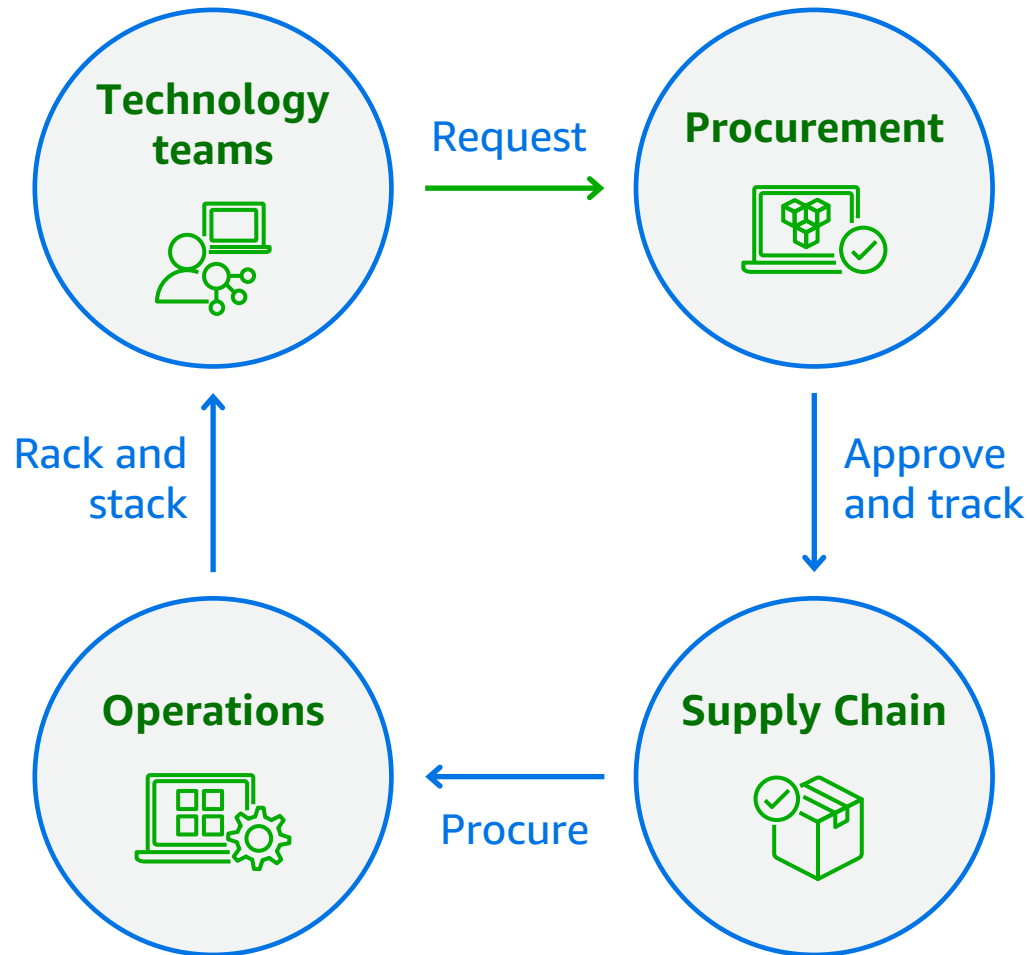 Technology
teams
Request
Procurement
Rack and
stack
Approve
and track
Operations
Procure
Supply Chain